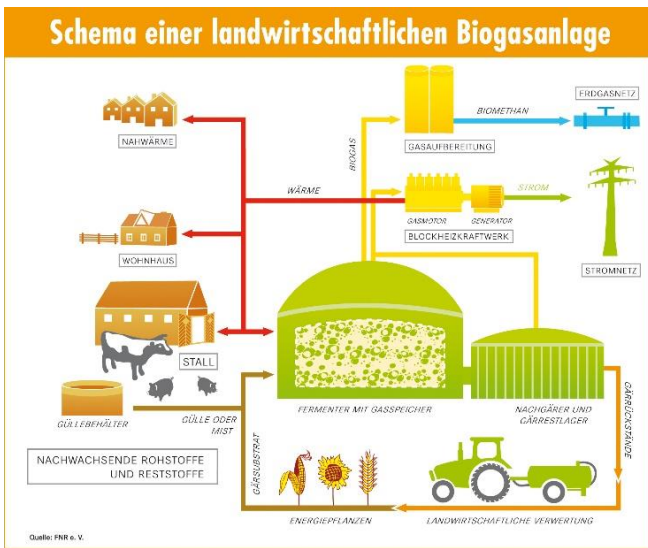 Schema einer landwirtschaftlichen Biogasanlage
ERDGASNETZ
BIOMETHAN
NAHWÄRME
GASAUFBEREITUNG
BIOGAS
WÄRME
STROM
GASMOTOR
GENERATOR
BLOCKHEIZKRAFTWERK
WOHNHAUS
STROMNETZ
STALL
GÜLLEBEHÄLTER
GÜLLE ODER
MIST
FERMENTER MIT GASSPEICHER
NACHGÄRER UND
GÄRRESTLAGER
GÄRRÜCKSTÄNDE
NACHWACHSENDE ROHSTOFFE
UND RESTSTOFFE
GÄRSUBSTRAT
ENERGIEPFLANZEN
LANDWIRTSCHAFTLICHE VERWERTUNG
Quelle: FNR e. V.